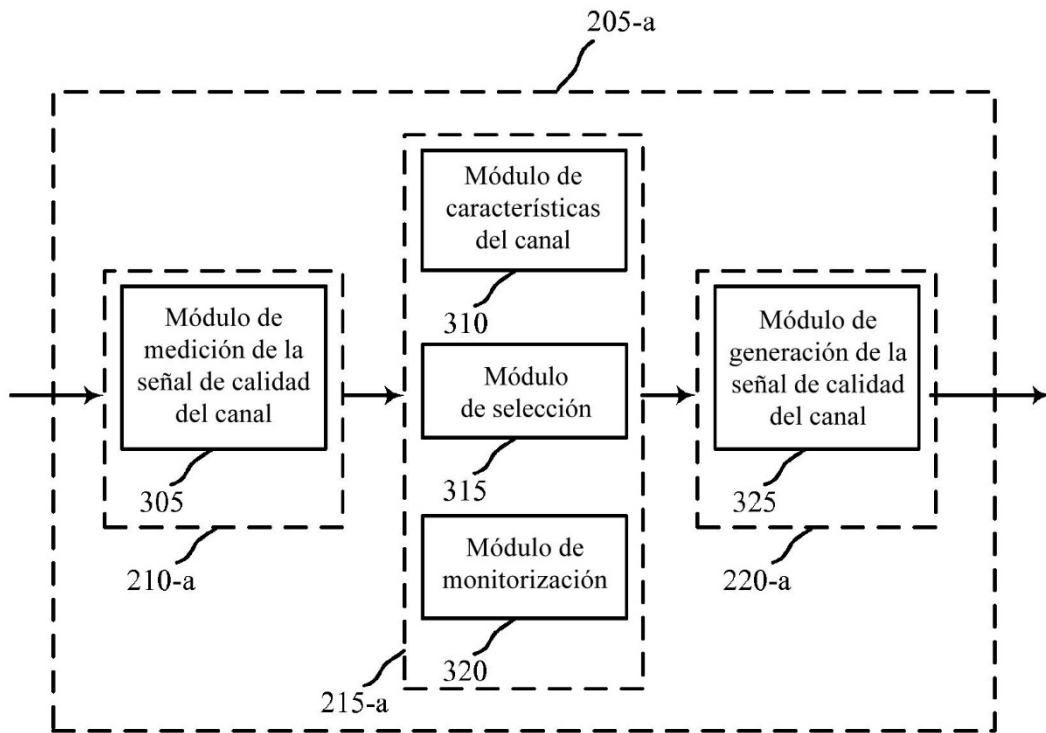 205-a
Módulo de
características
del canal
310
Módulo de
medición de la
señal de calidad
del canal
305
210-a
Módulo
de selección
315
Módulo de
monitorización
320
215-a
Módulo de
generación de la
señal de calidad
del canal
325
220-a